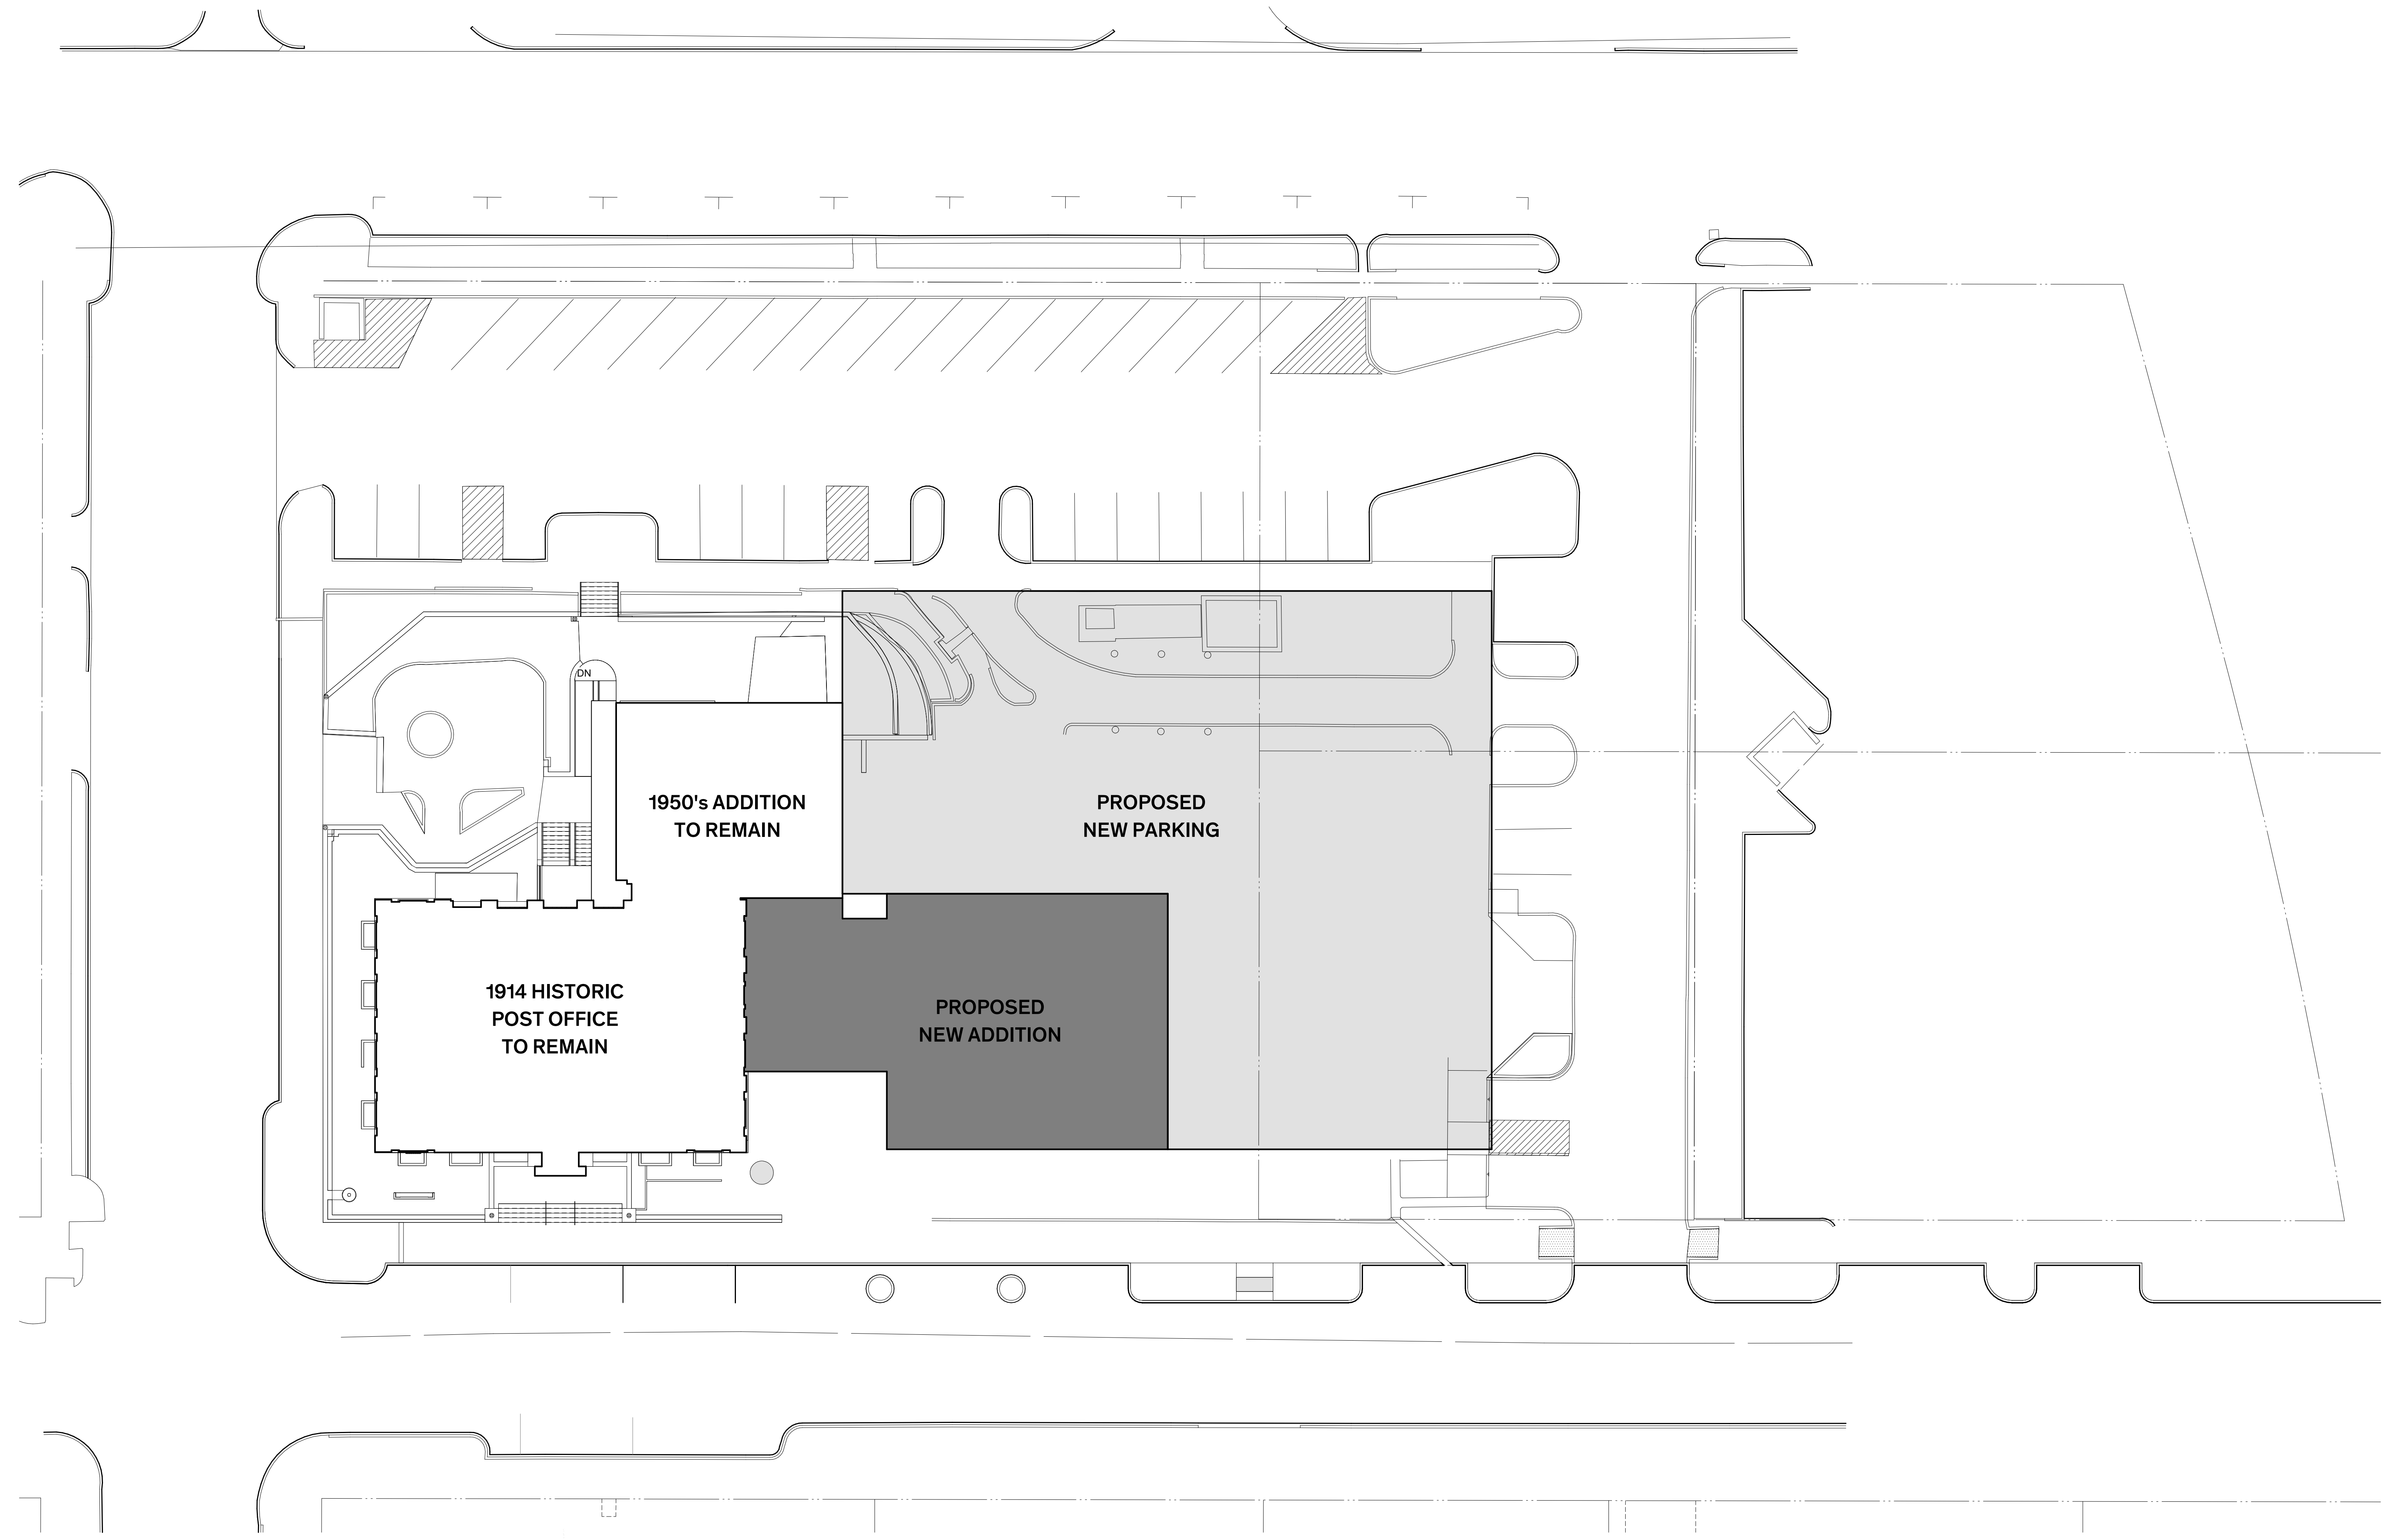 DN
1950's ADDITION
TO REMAIN
PROPOSED
NEW PARKING
1914 HISTORIC
POST OFFICE
TO REMAIN
PROPOSED
NEW ADDITION